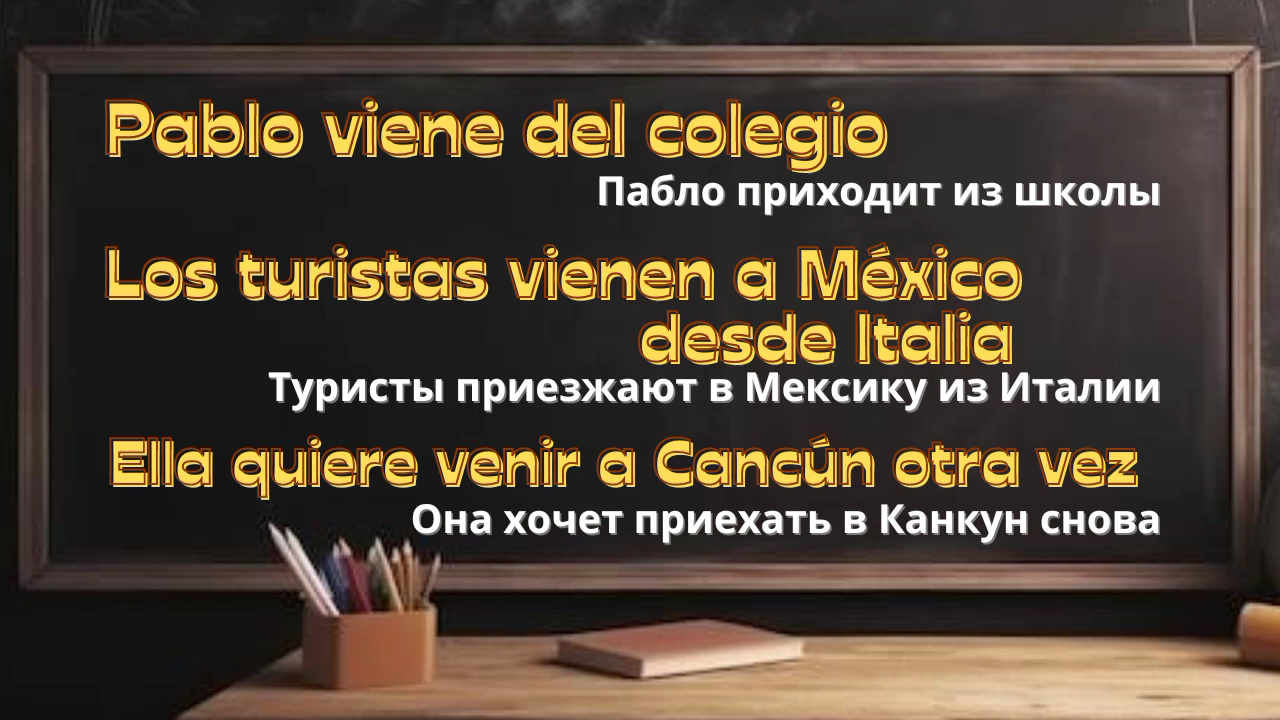 Pablo viene del colegio
Пабло приходит из школы
Los turistas vienen a México
desde Italia
Туристы приезжают в Мексику из Италии
Ella quiere venir a Cancún otra vez
Она хочет приехать в Канкун снова